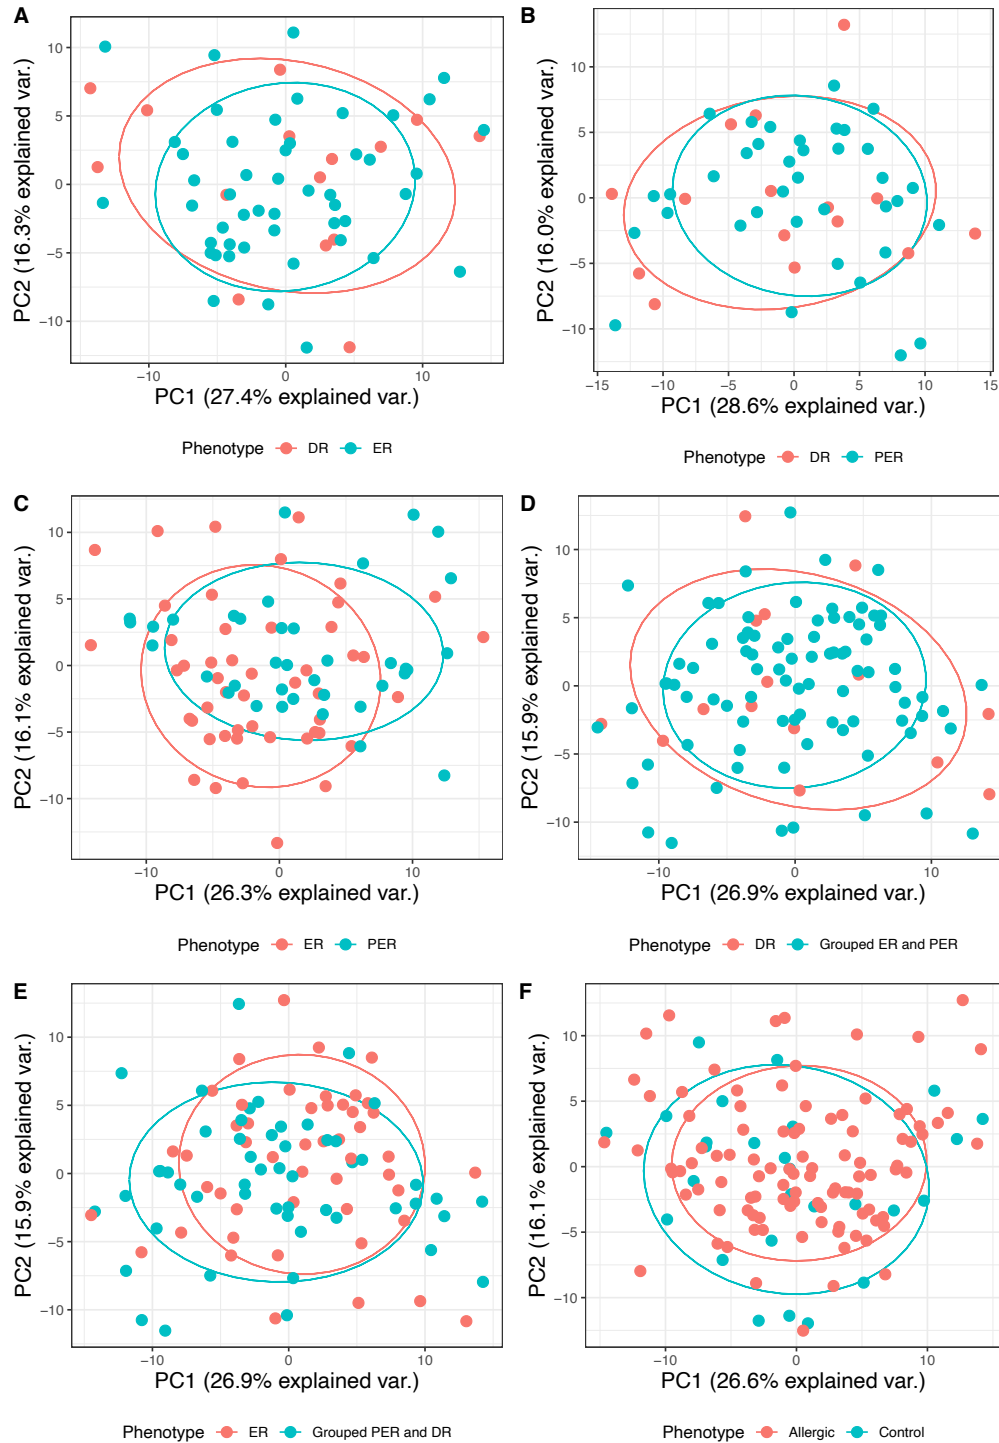 A
B
PC2 (16.3% explained var.)
10
5
0
−5
−10
−10
0
10
PC1 (27.4% explained var.)
Phenotype DR ER
PC2 (16.0% explained var.)
10
5
0
−5
−10
−15
−10
−5
0
5
10
15
PC1 (28.6% explained var.)
Phenotype DR PER
C
PC2 (16.1% explained var.)
10
5
0
−5
−10
−10
0
10
PC1 (26.3% explained var.)
Phenotype ER PER
D
PC2 (15.9% explained var.)
10
5
0
−5
−10
−10
0
10
PC1 (26.9% explained var.)
Phenotype DR Grouped ER and PER
E
PC2 (15.9% explained var.)
10
5
0
−5
−10
−10
0
10
PC1 (26.9% explained var.)
Phenotype ER Grouped PER and DR
F
PC2 (16.1% explained var.)
10
5
0
−5
−10
−10
0
10
PC1 (26.6% explained var.)
Phenotype Allergic Control